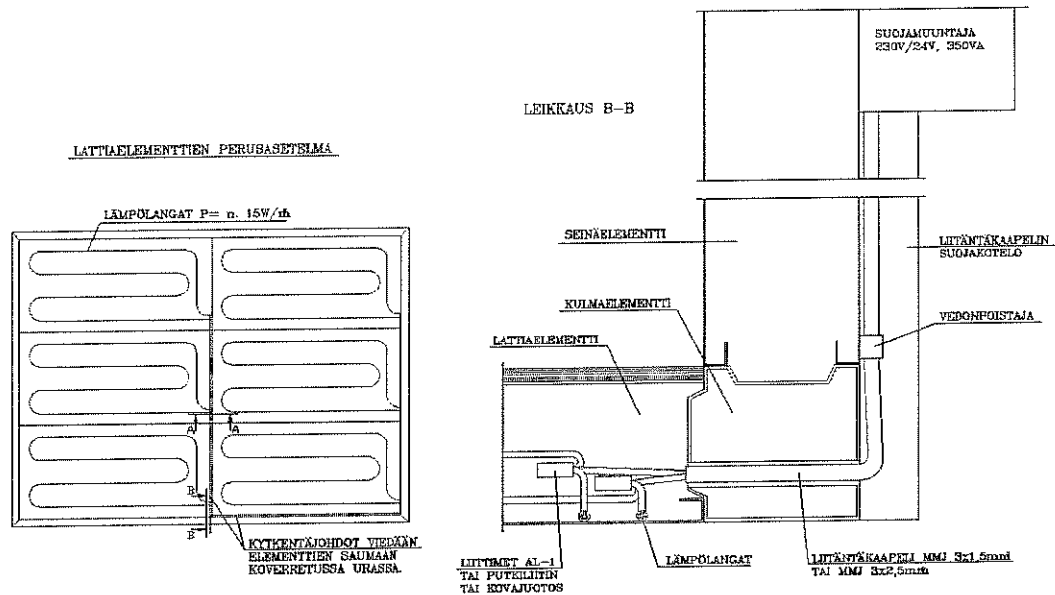 LATTIAELEMENTTIEN PERUSASETELMA
LÄMPÖLANGAT P= n. 15W/m
A
A
B
B
KYTKENTÄJOHDOT VIEDÄÄN
ELEMENTTIEN SAUMAAN
KOVERRETUSSA URASSA.
LEIKKAUS B-B
SUOJAMUUNTAJA
230V/24V, 350VA
SEINÄELEMENTTI
KULMAELEMENTTI
LATTIAELEMENTTI
LIITÄNTÄKAAPELIN
SUOJAKOTELO
VEDONPOISTAJA
LIITTIMET AL-1
TAI PUTKILIITIN
TAI KOVAJUOTOS
LÄMPÖLANGAT
LIITÄNTÄKAAPELI MMJ 3x1,5mm
TAI MMJ 3x2,5mm